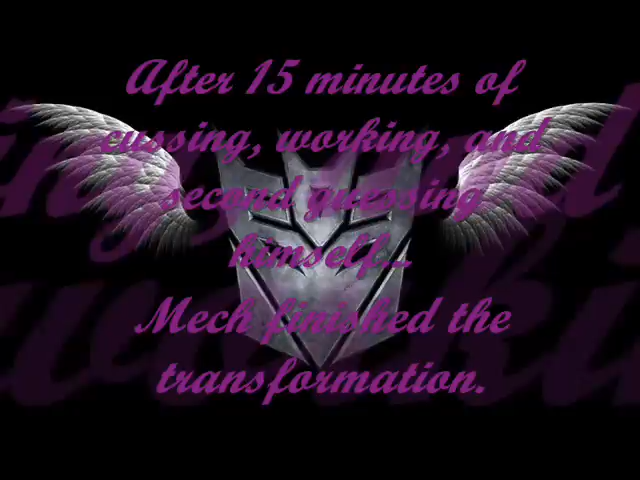 After 15 minutes of
cussing, working, and
second guessing
himself...
Mech finished the
transformation.